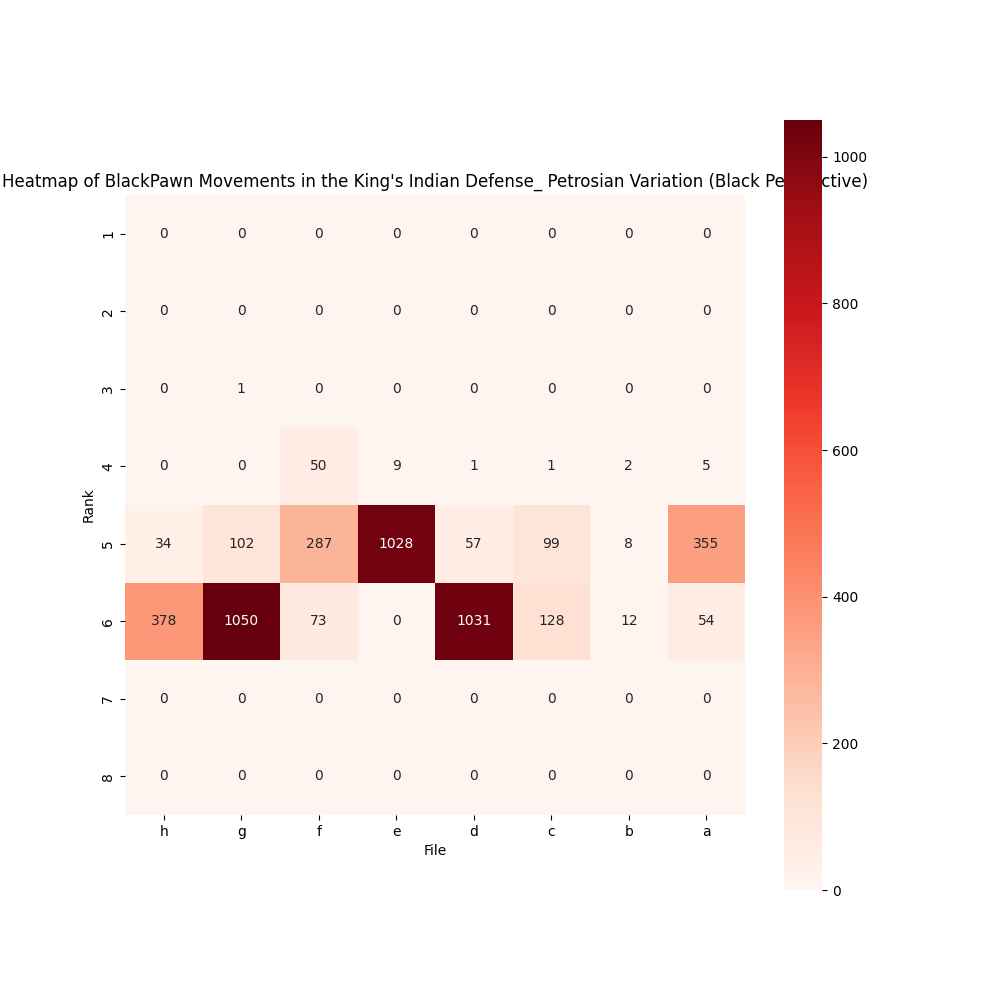 Heatmap of BlackPawn Movements in the King's Indian Defense_ Petrosian Variation (Black Pe ctive)
1 0 0 0 0 0 0 0 0
2 0 0 0 0 0 0 0 0
3 0 1 0 0 0 0 0 0
4 0 0 50 9 1 1 2 5
5 34 102 287 1028 57 99 8 355
6 378 1050 73 0 1031 128 12 54
7 0 0 0 0 0 0 0 0
8 0 0 0 0 0 0 0 0
h g f e d c b a
File
Rank
1000
800
600
400
200
0